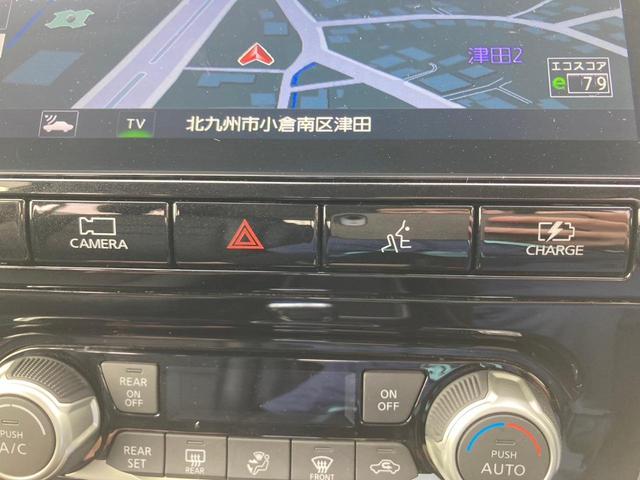 津田2
エコスコア
e 79
TV
北九州市小倉南区津田
CAMERA
CHARGE
REAR
ON
OFF
ON
OFF
PUSH
A/C
REAR
SET
REAR
FRONT
PUSH
AUTO